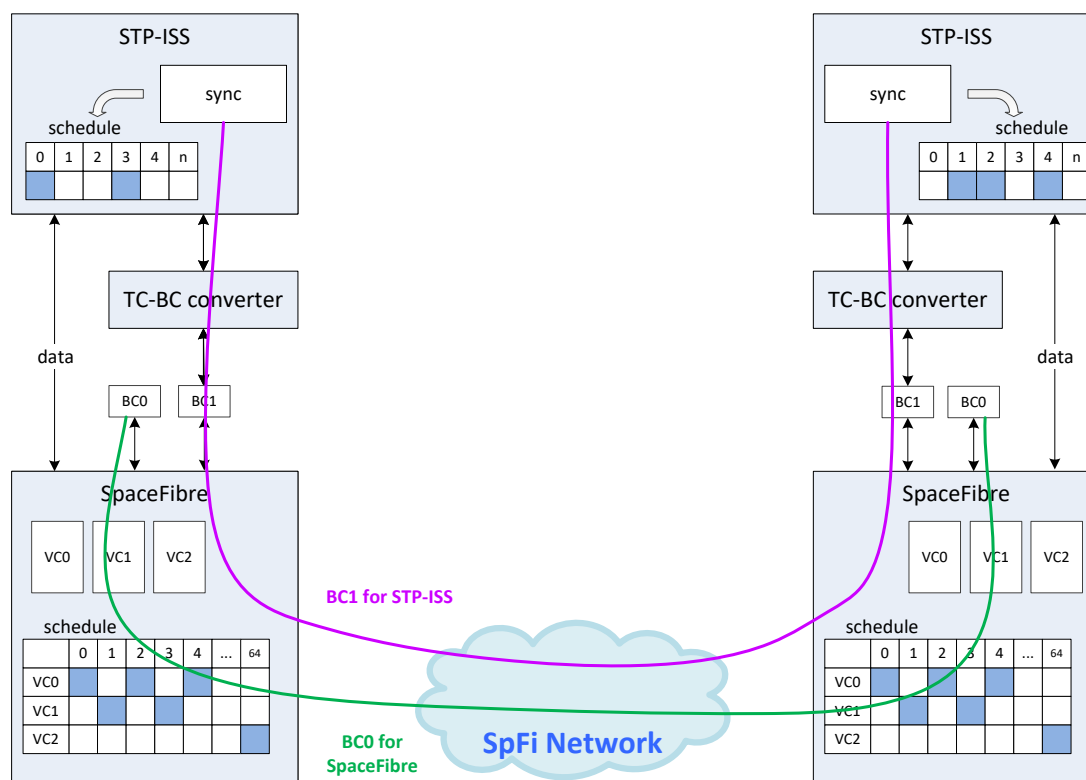 STP-ISS
sync
schedule
0 1 2 3 4 n
TC-BC converter
data
BC0 BC1
SpaceFibre
VC0 VC1 VC2
schedule
0 1 2 3 4 ... 64
VC0
VC1
VC2
STP-ISS
sync
schedule
0 1 2 3 4 n
TC-BC converter
data
BC1 BC0
SpaceFibre
VC0 VC1 VC2
schedule
0 1 2 3 4 ... 64
VC0
VC1
VC2
BC1 for STP-ISS
SpFi Network
BC0 for
SpaceFibre